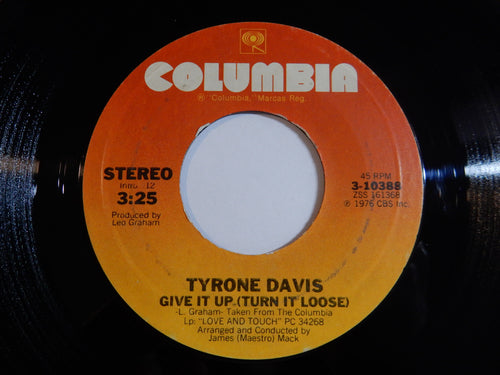 COLUMBIA
® "Columbia," Marcas Reg.
STEREO
Intro. 12
3:25
Produced by
Leo Graham
45 RPM
3-10388
ZSS 161368
℗ 1976 CBS Inc.
TYRONE DAVIS
GIVE IT UP (TURN IT LOOSE)
-L. Graham- Taken From The Columbia
Lp: "LOVE AND TOUCH" PC 34268
Arranged and Conducted by
James (Maestro) Mack